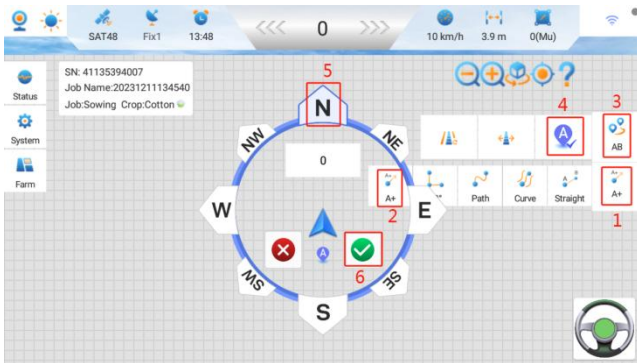 SAT48
Fix1
13:48
0
10 km/h
3.9 m
0(Mu)
SN: 41135394007
Job Name:20231211134540
Job:Sowing Crop:Cotton
Status
System
Farm
5
N
NW
NE
0
W
E
SW
SE
S
?
4
A
3
AB
A+
A+
2
Path
Curve
A
Straight
A+
A+
1
A
6